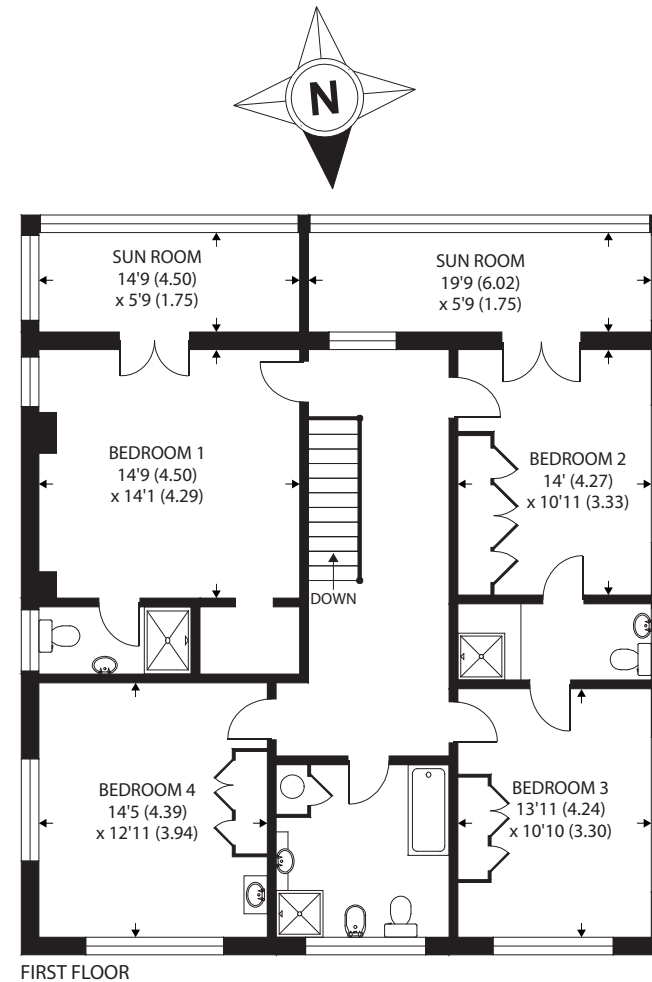 N
SUN ROOM
14'9 (4.50)
x 5'9 (1.75)
SUN ROOM
19'9 (6.02)
x 5'9 (1.75)
BEDROOM 1
14'9 (4.50)
x 14'1 (4.29)
BEDROOM 2
14' (4.27)
x 10'11 (3.33)
DOWN
BEDROOM 4
14'5 (4.39)
x 12'11 (3.94)
BEDROOM 3
13'11 (4.24)
x 10'10 (3.30)
FIRST FLOOR